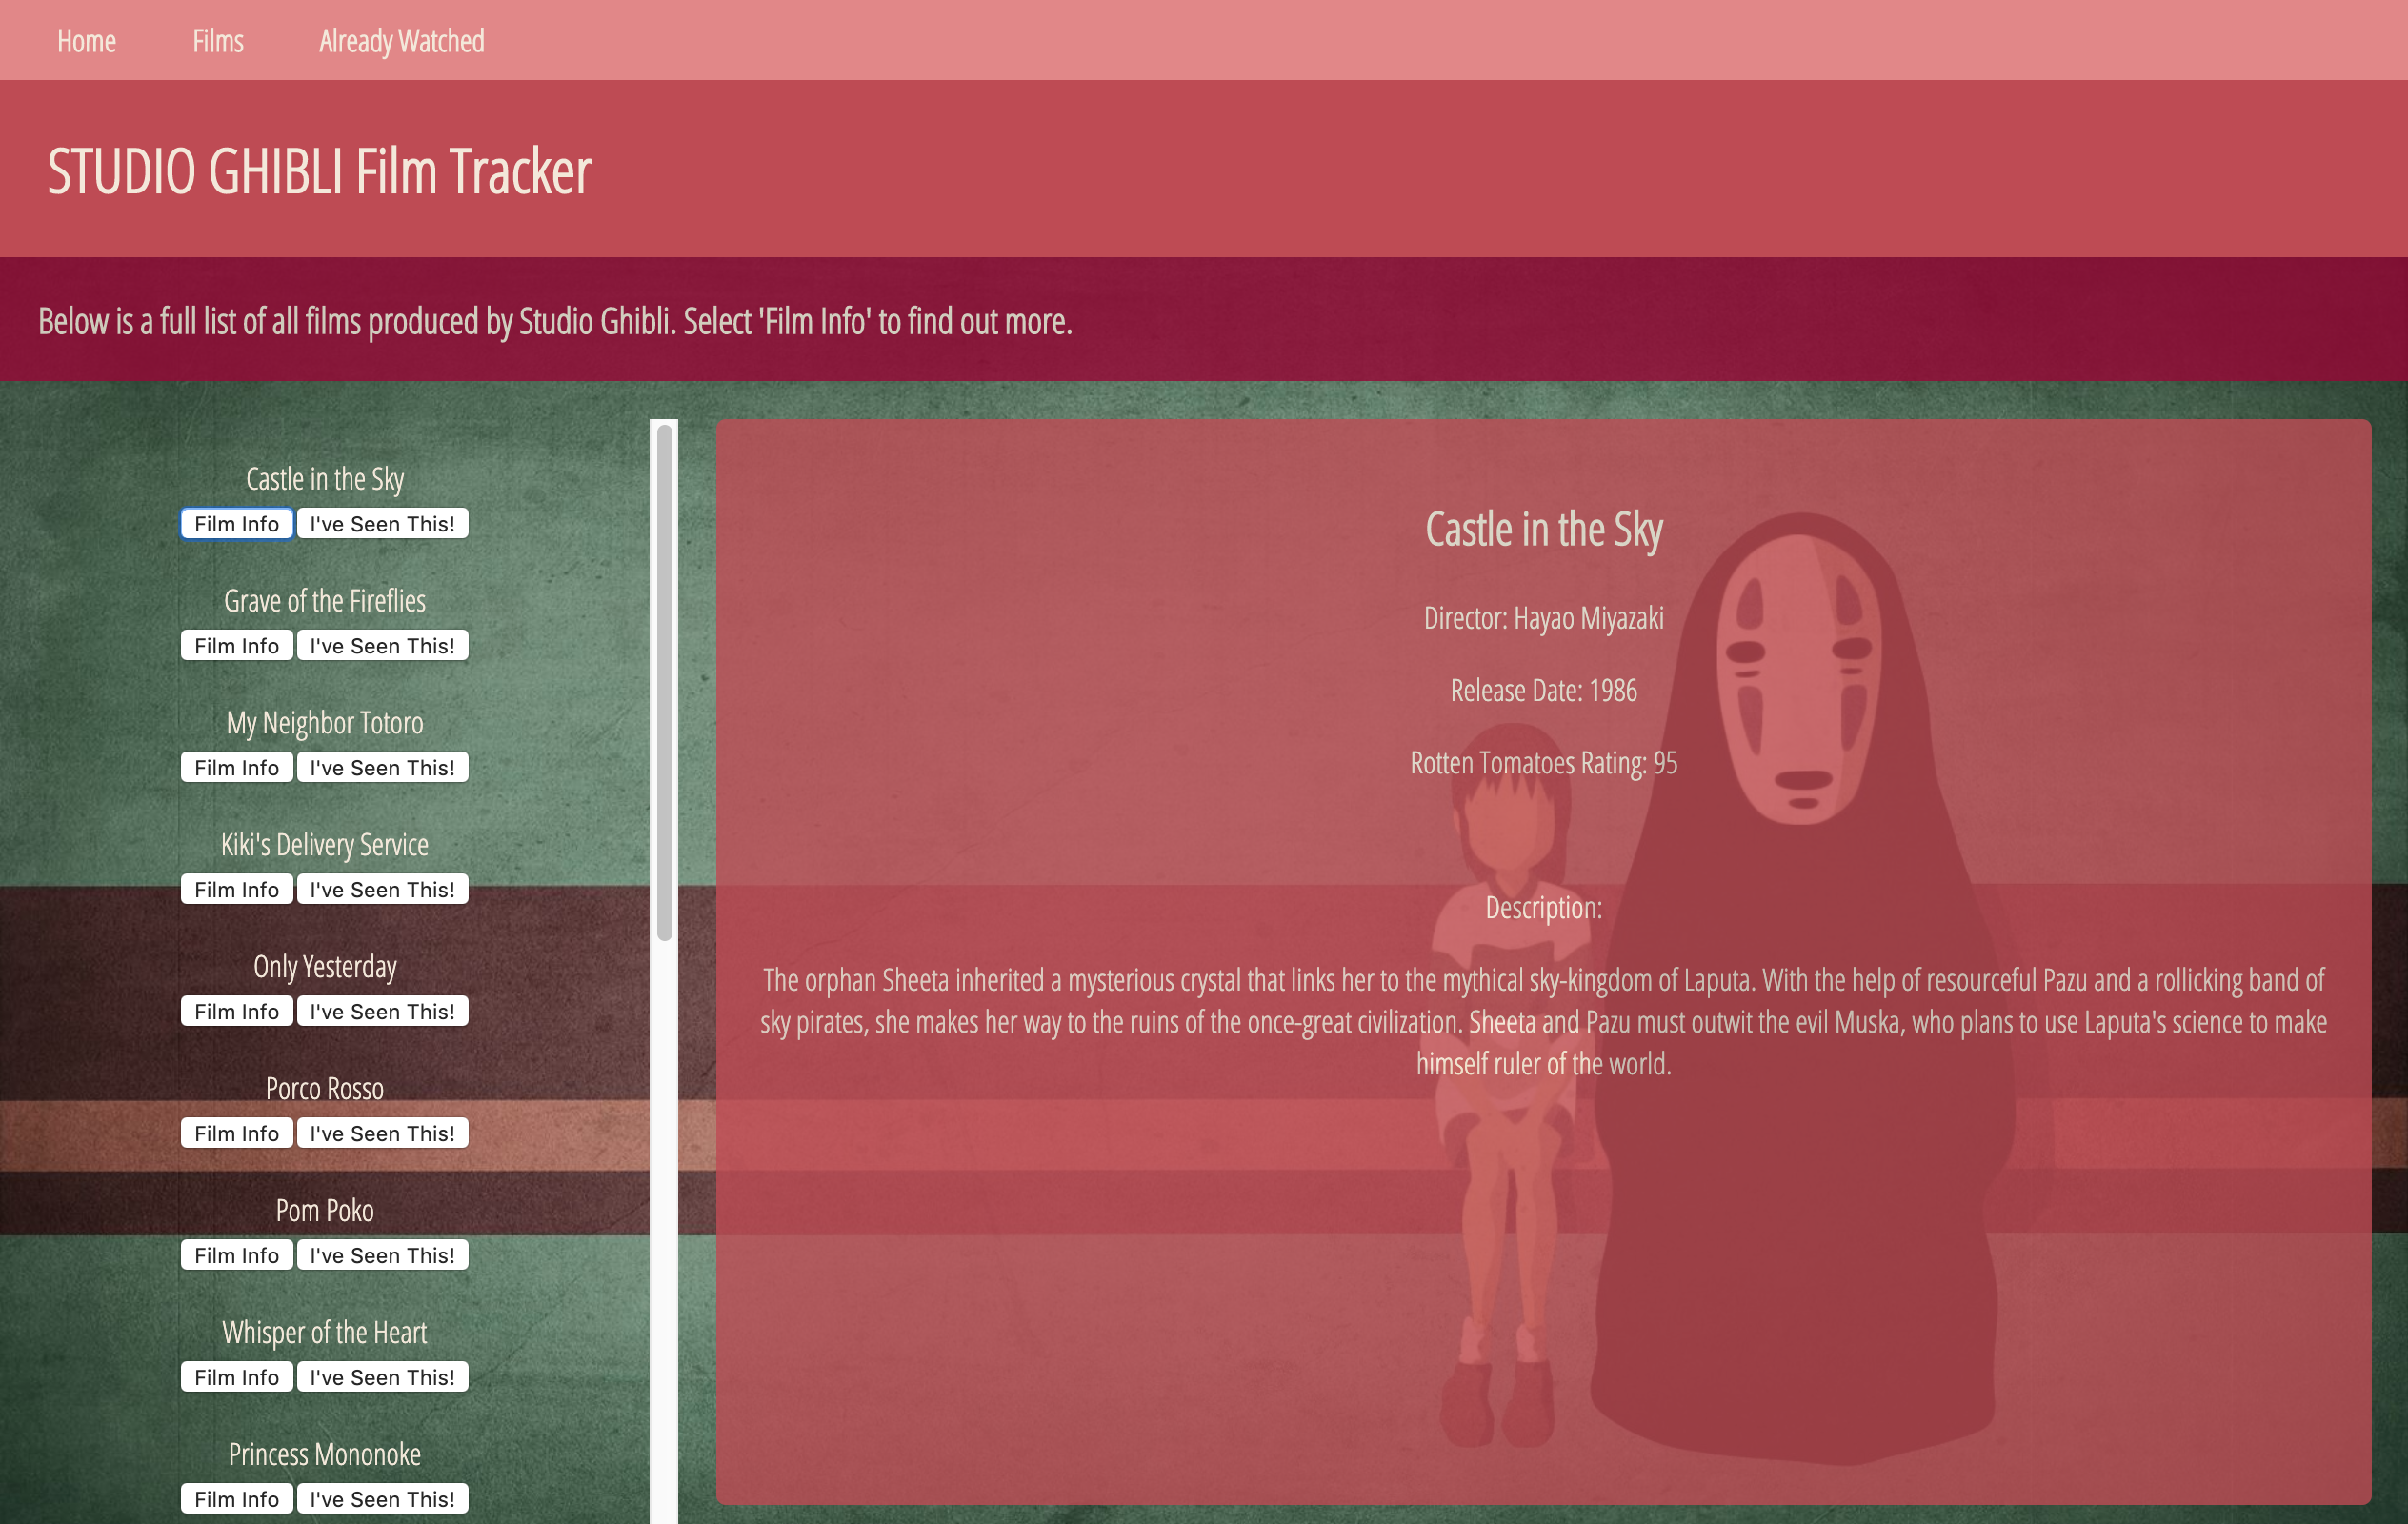 Home Films Already Watched
STUDIO GHIBLI Film Tracker
Below is a full list of all films produced by Studio Ghibli. Select 'Film Info' to find out more.
Castle in the Sky
Film Info I've Seen This!
Grave of the Fireflies
Film Info I've Seen This!
My Neighbor Totoro
Film Info I've Seen This!
Kiki's Delivery Service
Film Info I've Seen This!
Only Yesterday
Film Info I've Seen This!
Porco Rosso
Film Info I've Seen This!
Pom Poko
Film Info I've Seen This!
Whisper of the Heart
Film Info I've Seen This!
Princess Mononoke
Film Info I've Seen This!
Castle in the Sky
Director: Hayao Miyazaki
Release Date: 1986
Rotten Tomatoes Rating: 95
Description:
The orphan Sheeta inherited a mysterious crystal that links her to the mythical sky-kingdom of Laputa. With the help of resourceful Pazu and a rollicking band of
sky pirates, she makes her way to the ruins of the once-great civilization. Sheeta and Pazu must outwit the evil Muska, who plans to use Laputa's science to make
himself ruler of the world.